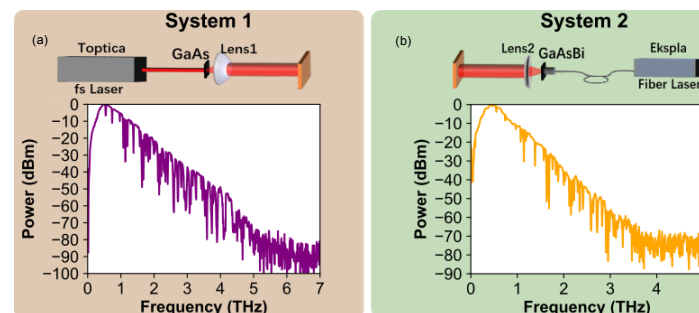 System 1
(a)
Toptica
GaAs
Lens1
fs Laser
Power (dBm)
0
−10
−20
−30
−40
−50
−60
−70
−80
−90
−100
0 1 2 3 4 5 6 7
Frequency (THz)
System 2
(b)
Lens2
GaAsBi
Ekspla
Fiber Laser
Power (dBm)
0
−10
−20
−30
−40
−50
−60
−70
−80
−90
0 1 2 3 4
Frequency (THz)